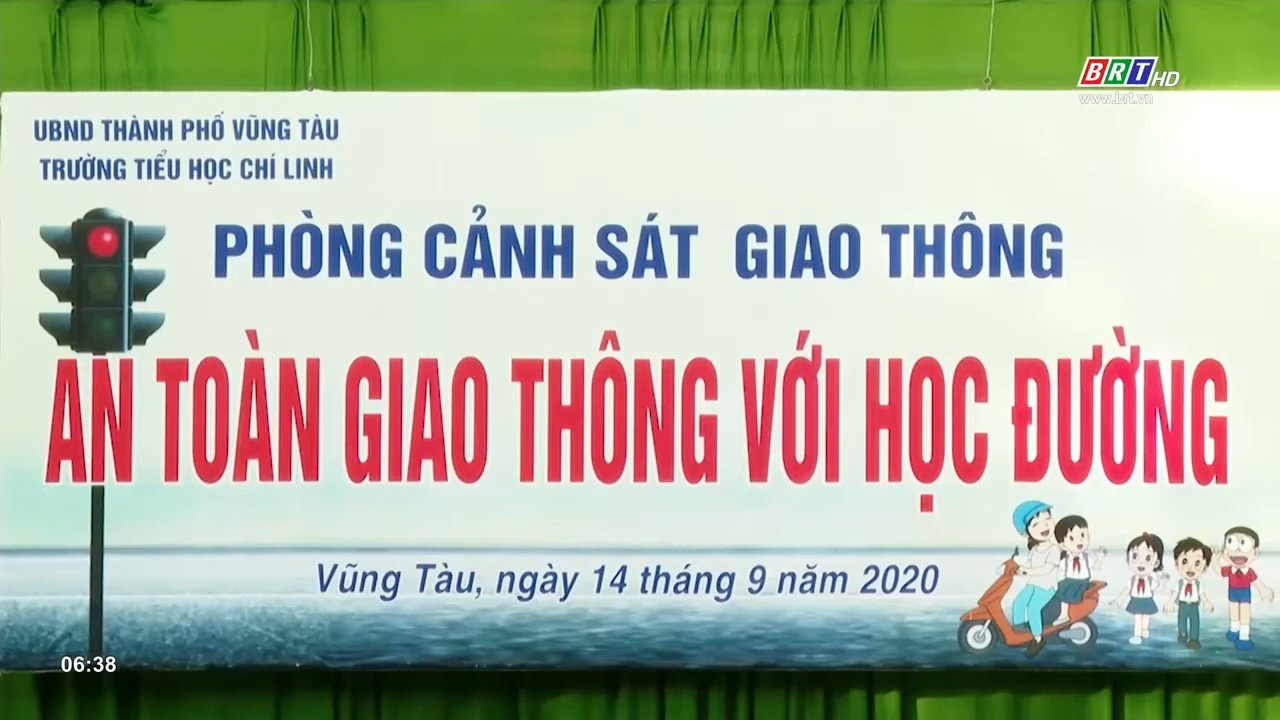 BRT HD
www.brt.vn
UBND THÀNH PHỐ VŨNG TÀU
TRƯỜNG TIỂU HỌC CHÍ LINH
PHÒNG CẢNH SÁT GIAO THÔNG
AN TOÀN GIAO THÔNG VỚI HỌC ĐƯỜNG
Vũng Tàu, ngày 14 tháng 9 năm 2020
06:38